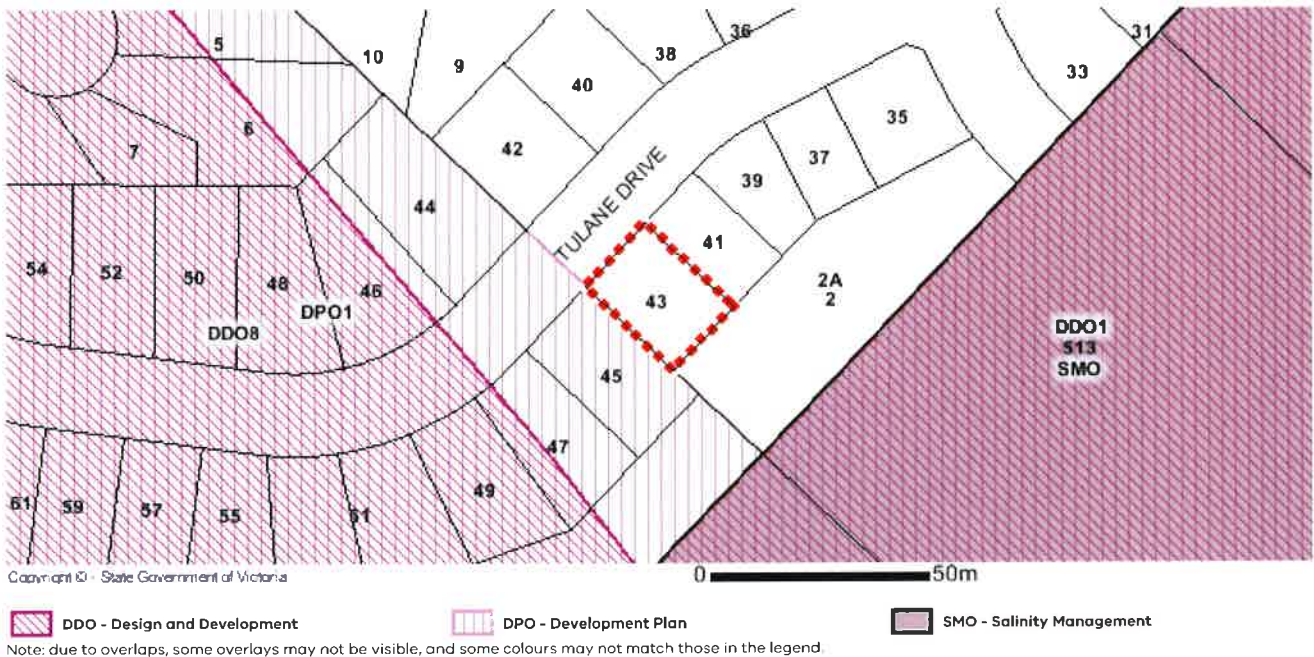 5
10
9
38
36
31
40
33
6
35
7
42
37
39
44
TULANE DRIVE
41
54
52
50
48
46
43
2A
2
DPO1
DDO8
DDO1
S13
SMO
45
47
49
61
59
57
55
51
Copyright © - State Government of Victoria
0 50m
DDO - Design and Development
DPO - Development Plan
SMO - Salinity Management
Note: due to overlaps, some overlays may not be visible, and some colours may not match those in the legend.